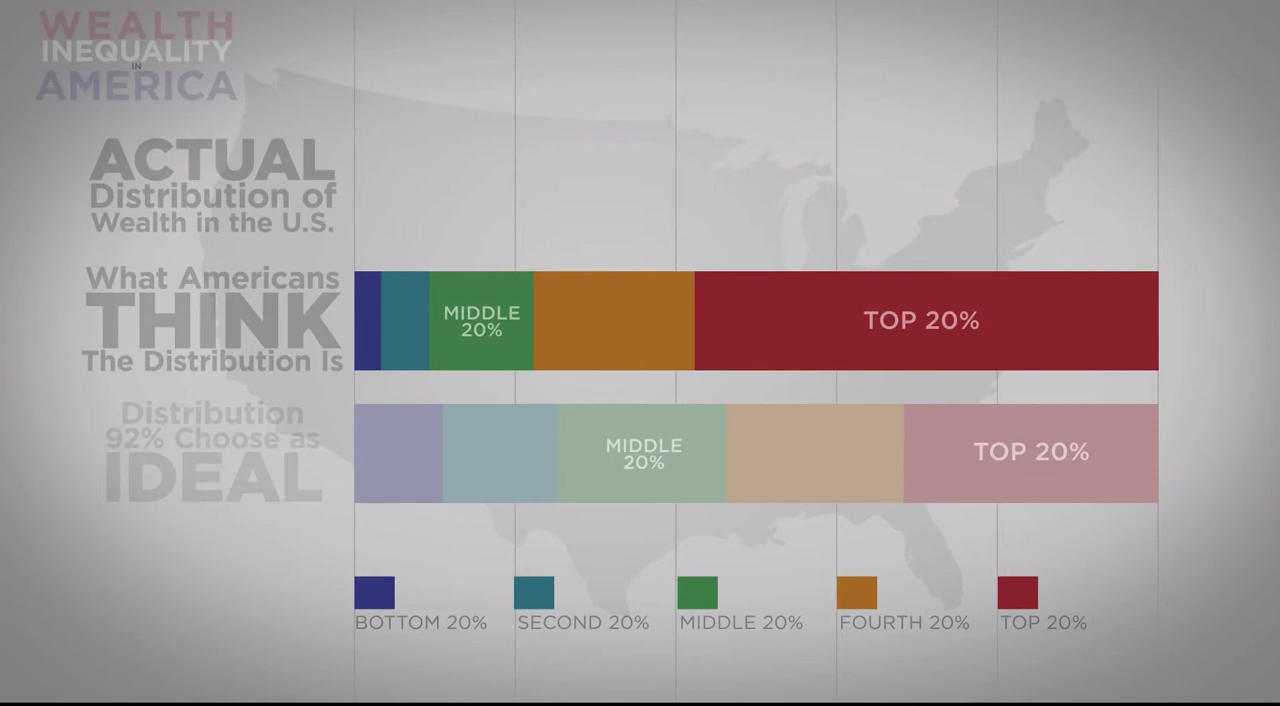 WEALTH
INEQUALITY
IN
AMERICA
ACTUAL
Distribution of
Wealth in the U.S.
What Americans
THINK
The Distribution Is
MIDDLE
20%
TOP 20%
Distribution
92% Choose as
IDEAL
MIDDLE
20%
TOP 20%
BOTTOM 20%
SECOND 20%
MIDDLE 20%
FOURTH 20%
TOP 20%